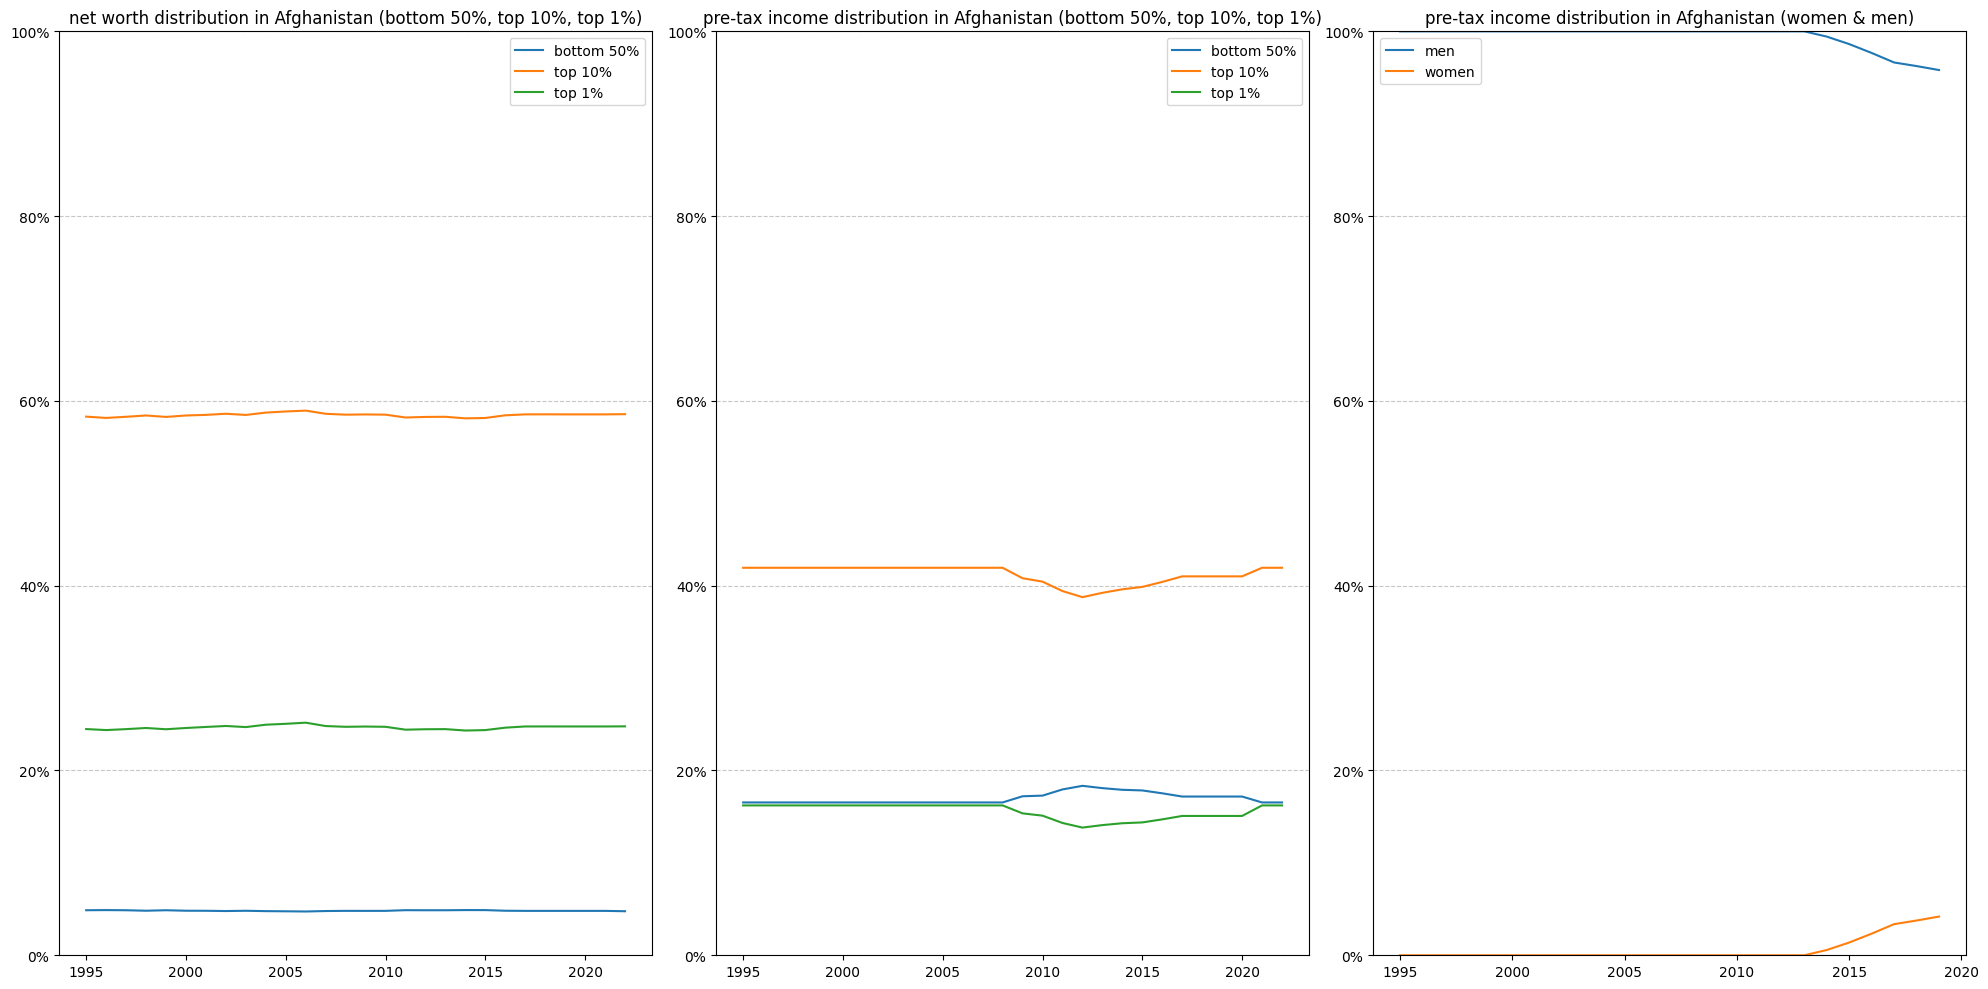 net worth distribution in Afghanistan (bottom 50%, top 10%, top 1%)
100%
80%
60%
40%
20%
0%
1995 2000 2005 2010 2015 2020
bottom 50%
top 10%
top 1%
pre-tax income distribution in Afghanistan (bottom 50%, top 10%, top 1%)
100%
80%
60%
40%
20%
0%
1995 2000 2005 2010 2015 2020
bottom 50%
top 10%
top 1%
pre-tax income distribution in Afghanistan (women & men)
100%
80%
60%
40%
20%
0%
1995 2000 2005 2010 2015 2020
men
women